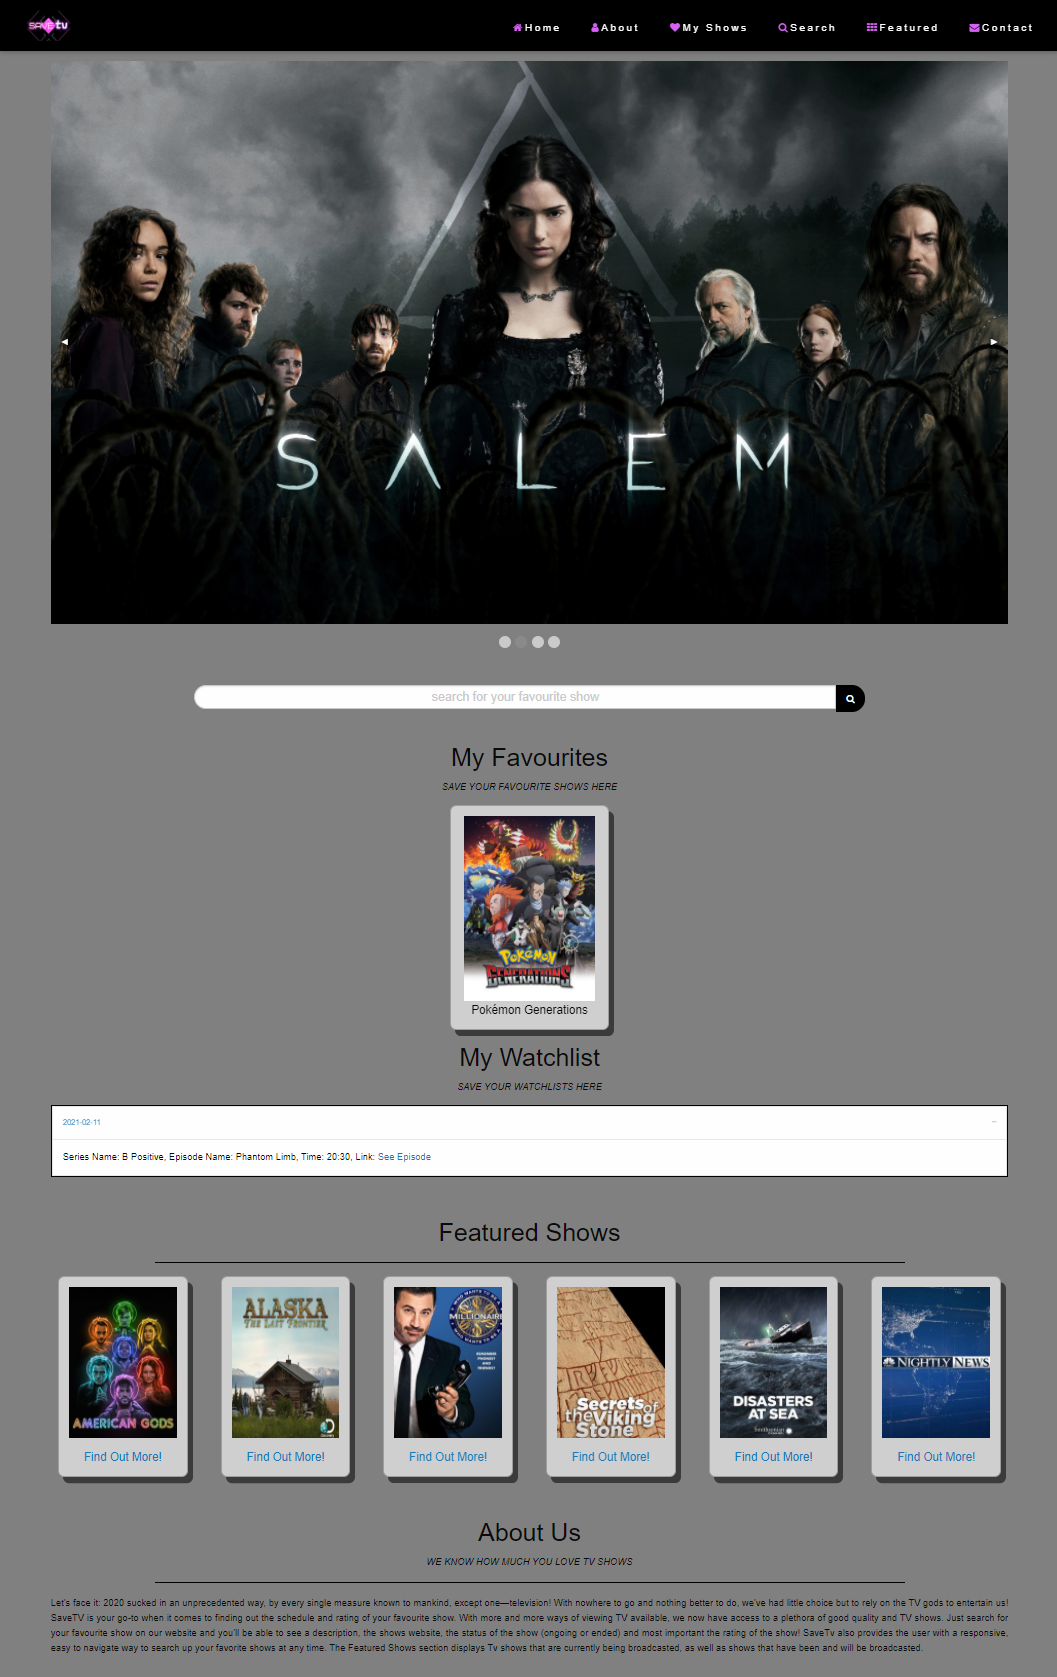 SAVE tv
Home About My Shows Search Featured Contact
SALEM
search for your favourite show
My Favourites
SAVE YOUR FAVOURITE SHOWS HERE
POKÉMON
GENERATIONS
Pokémon Generations
My Watchlist
SAVE YOUR WATCHLISTS HERE
2021-02-11
Series Name: B Positive, Episode Name: Phantom Limb, Time: 20:30, Link: See Episode
Featured Shows
AMERICAN GODS
Find Out More!
ALASKA
THE LAST FRONTIER
Find Out More!
WHO WANTS TO BE A
MILLIONAIRE
WHO WANTS TO BE A
Find Out More!
Secrets of
the Viking
Stone
Find Out More!
DISASTERS
AT SEA
Smithsonian
Find Out More!
NIGHTLY NEWS
Find Out More!
About Us
WE KNOW HOW MUCH YOU LOVE TV SHOWS
Let's face it: 2020 sucked in an unprecedented way, by every single measure known to mankind, except one—television! With nowhere to go and nothing better to do, we've had little choice but to rely on the TV gods to entertain us!
SaveTV is your go-to when it comes to finding out the schedule and rating of your favourite show. With more and more ways of viewing TV available, we now have access to a plethora of good quality and TV shows. Just search for
your favourite show on our website and you'll be able to see a description, the shows website, the status of the show (ongoing or ended) and most important the rating of the show! SaveTv also provides the user with a responsive,
easy to navigate way to search up your favorite shows at any time. The Featured Shows section displays Tv shows that are currently being broadcasted, as well as shows that have been and will be broadcasted.